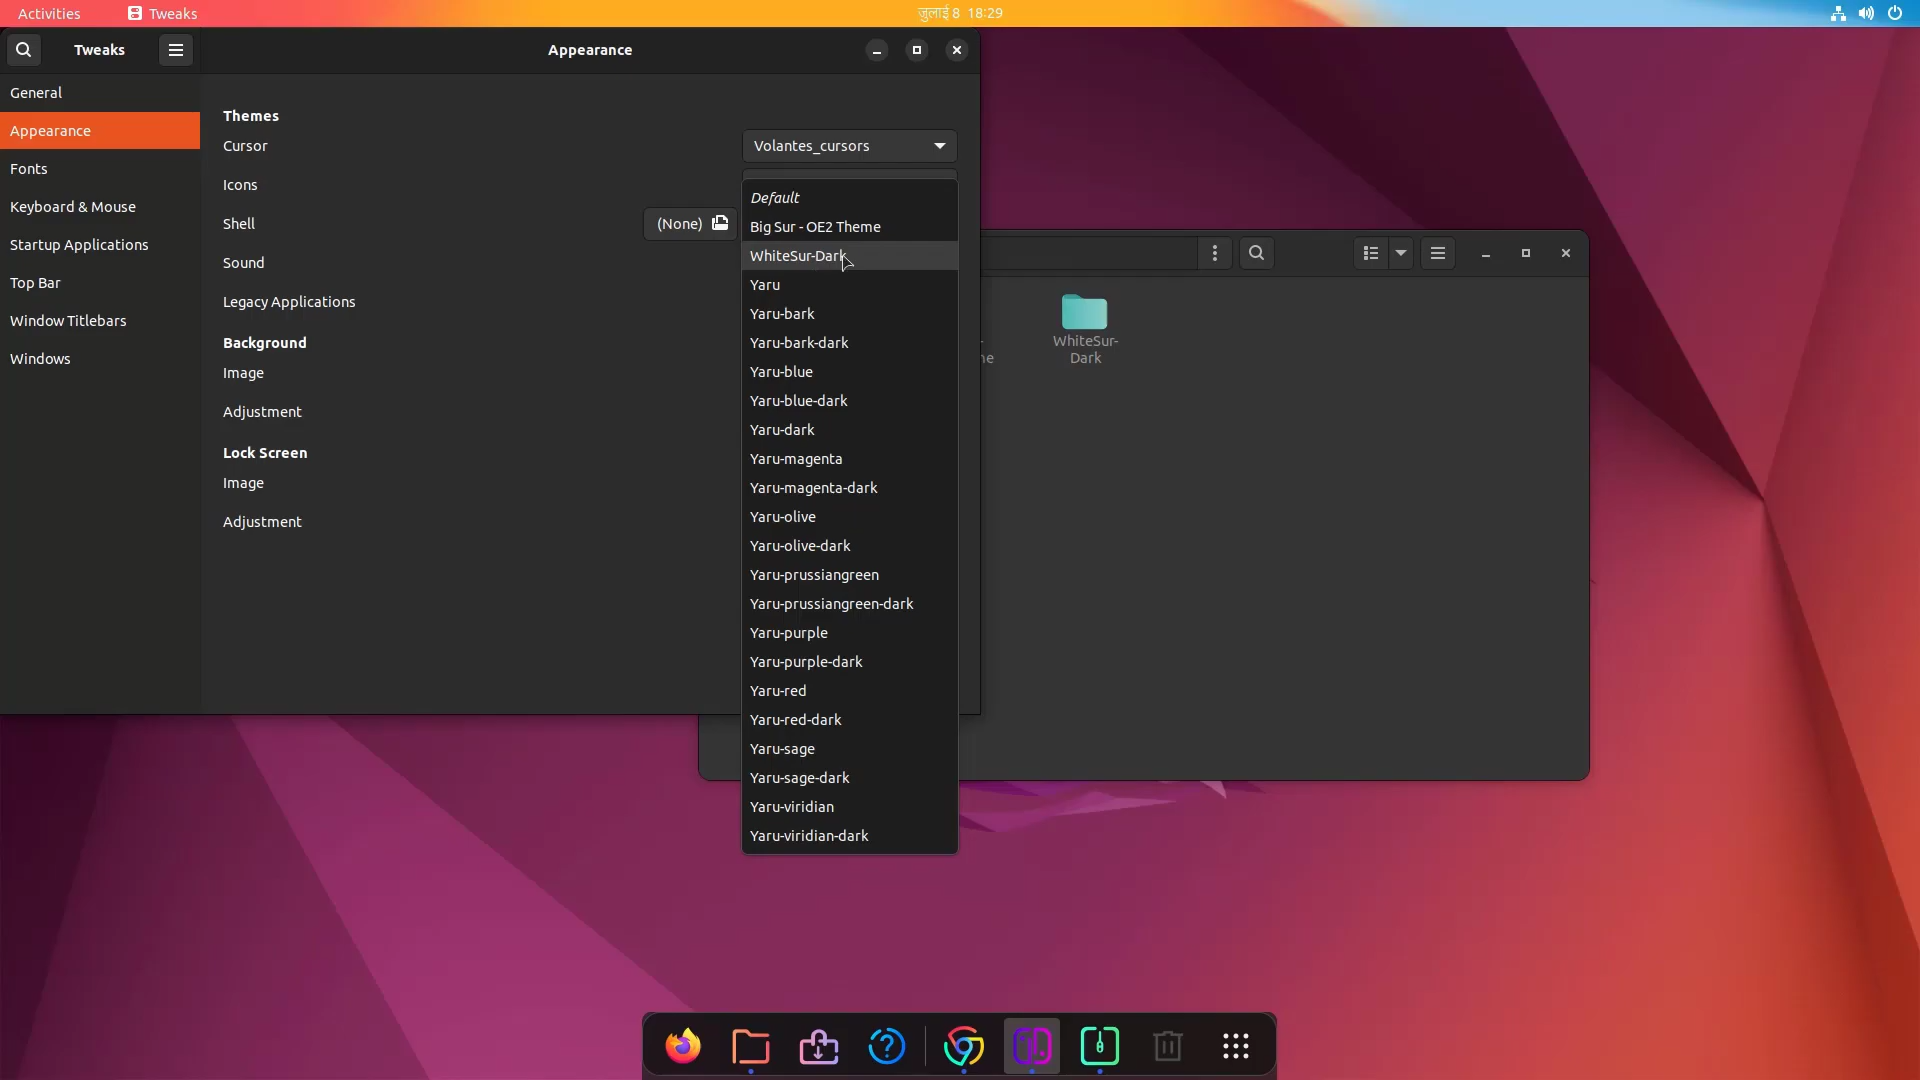 Activities
Tweaks
जुलाई 8 18:29
Tweaks
Appearance
General
Appearance
Fonts
Keyboard & Mouse
Startup Applications
Top Bar
Window Titlebars
Windows
Themes
Cursor
Volantes_cursors
Icons
Shell
(None)
Sound
Legacy Applications
Background
Image
Adjustment
Lock Screen
Image
Adjustment
Default
Big Sur - OE2 Theme
WhiteSur-Dark
Yaru
Yaru-bark
Yaru-bark-dark
Yaru-blue
Yaru-blue-dark
Yaru-dark
Yaru-magenta
Yaru-magenta-dark
Yaru-olive
Yaru-olive-dark
Yaru-prussiangreen
Yaru-prussiangreen-dark
Yaru-purple
Yaru-purple-dark
Yaru-red
Yaru-red-dark
Yaru-sage
Yaru-sage-dark
Yaru-viridian
Yaru-viridian-dark
WhiteSur-
Dark